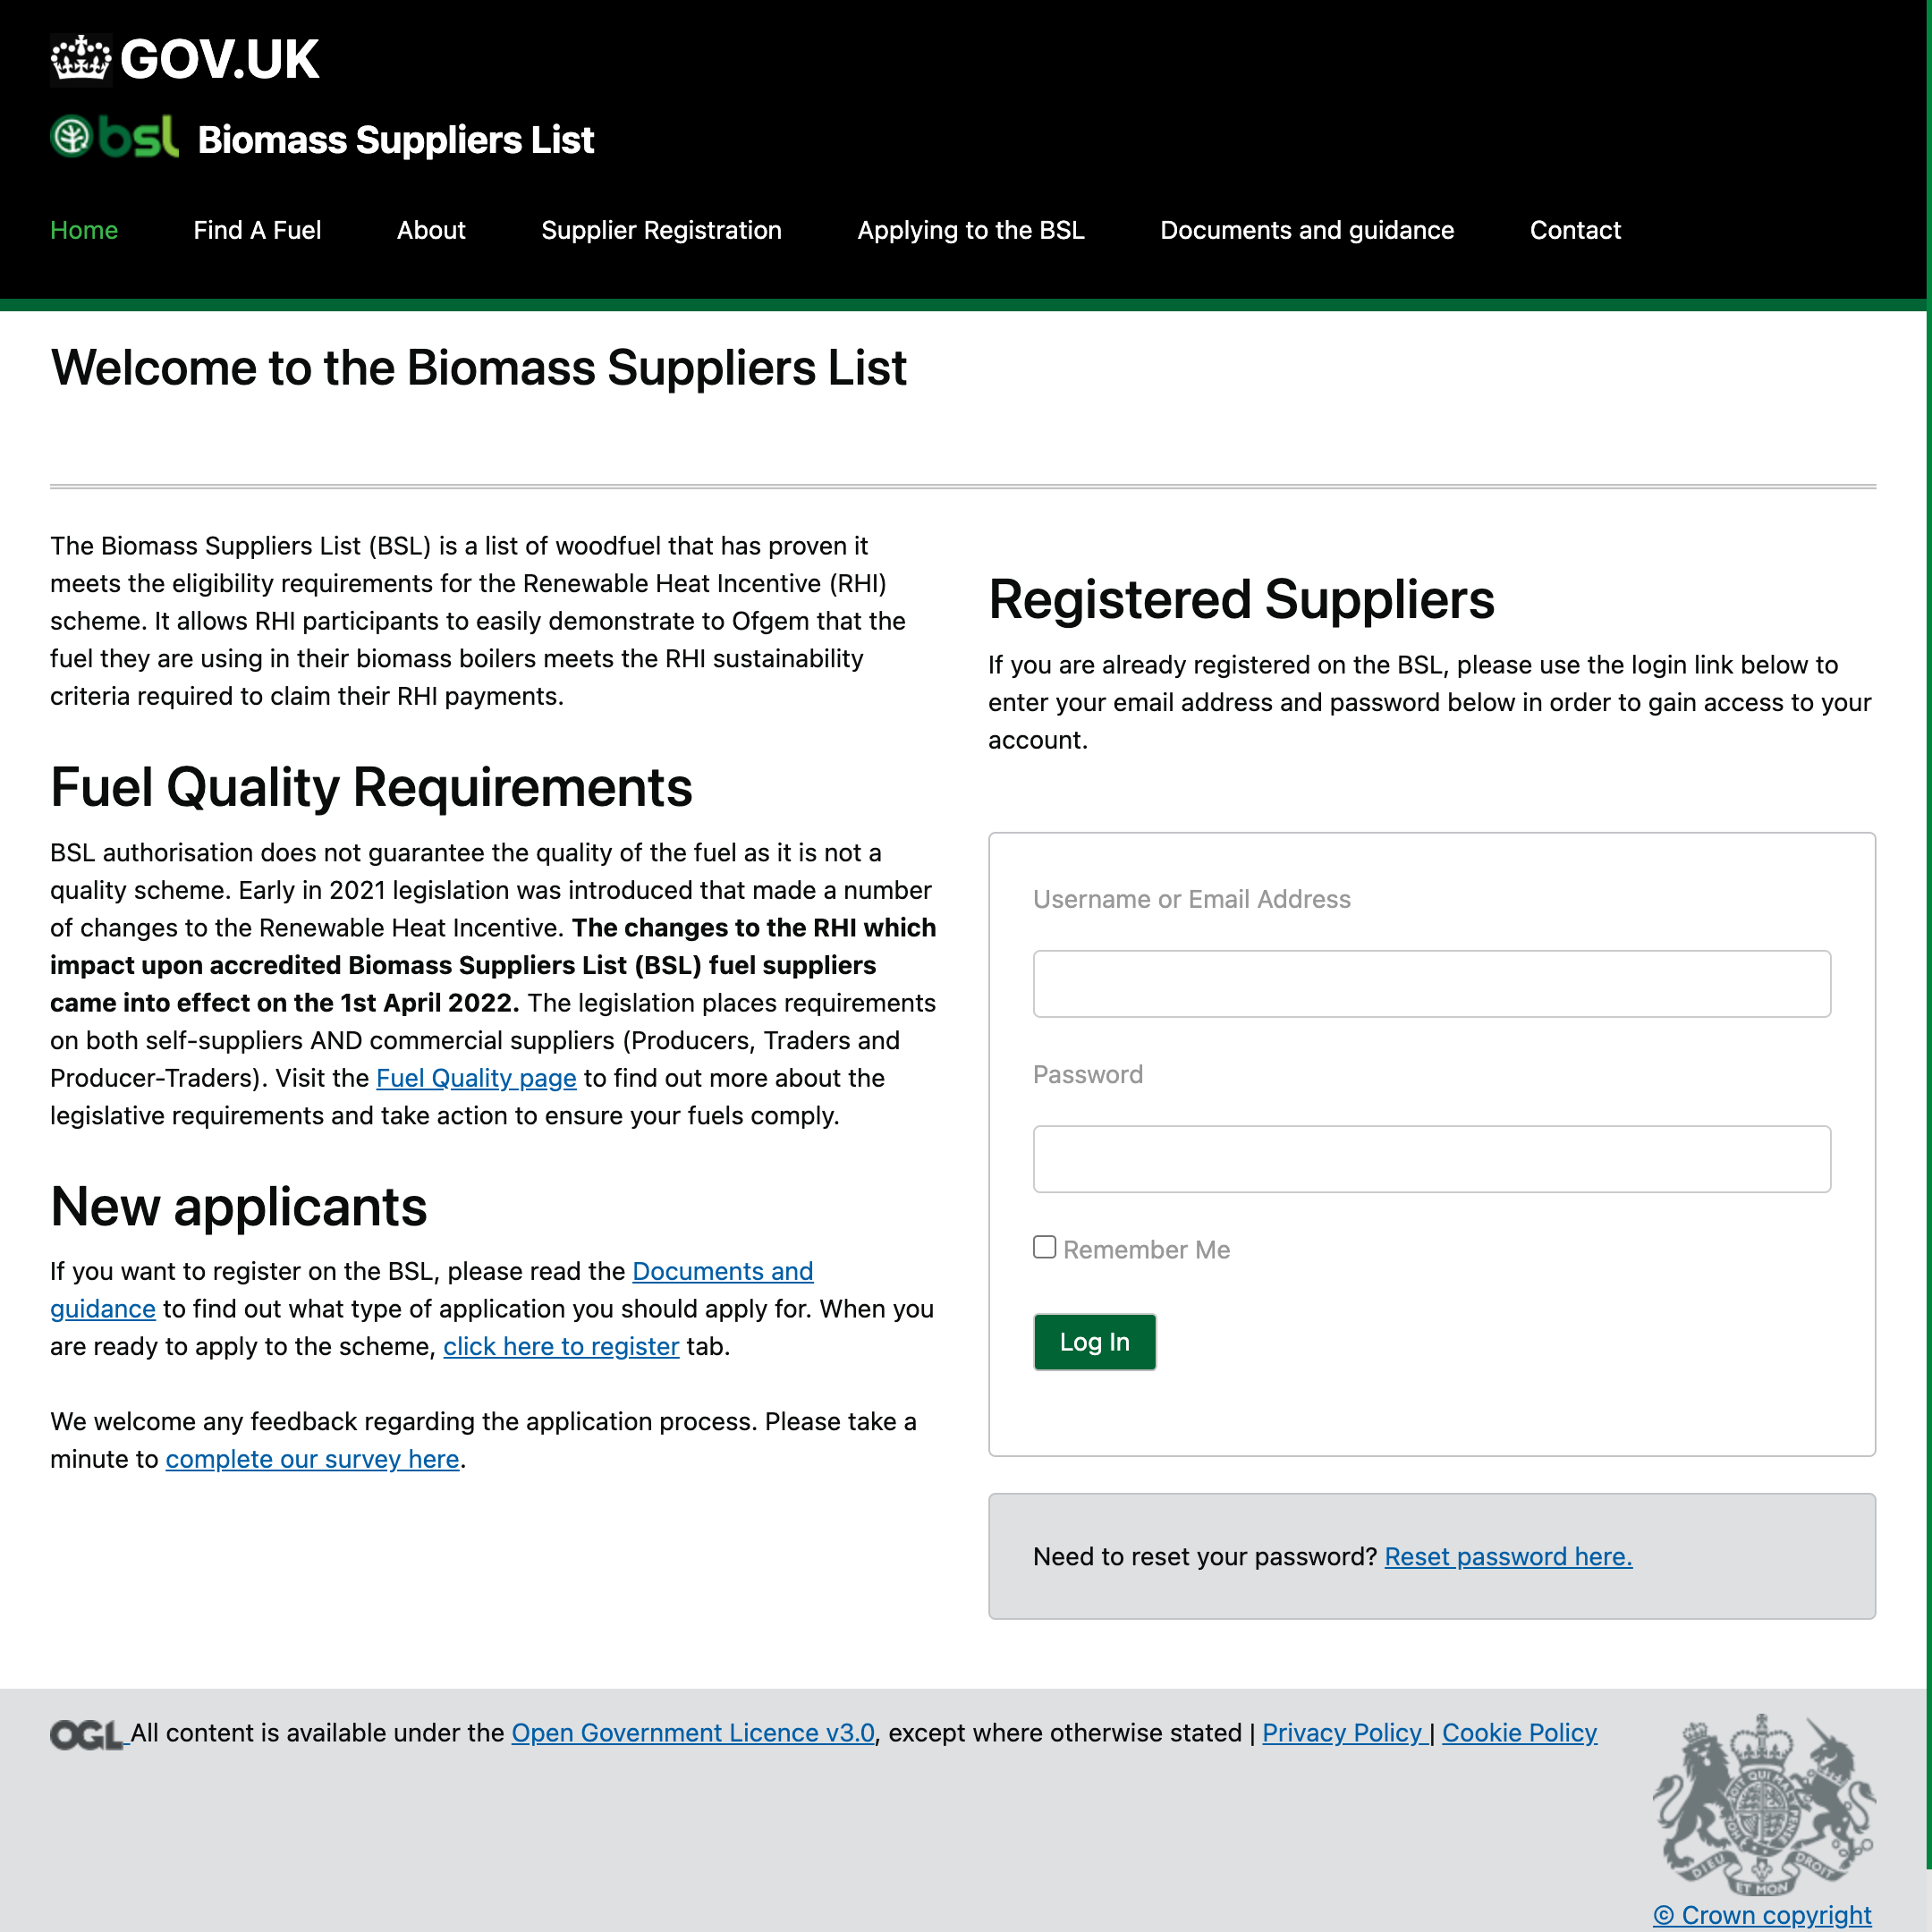 GOV.UK
bsl Biomass Suppliers List
Home Find A Fuel About Supplier Registration Applying to the BSL Documents and guidance Contact
Welcome to the Biomass Suppliers List
The Biomass Suppliers List (BSL) is a list of woodfuel that has proven it
meets the eligibility requirements for the Renewable Heat Incentive (RHI)
scheme. It allows RHI participants to easily demonstrate to Ofgem that the
fuel they are using in their biomass boilers meets the RHI sustainability
criteria required to claim their RHI payments.
Fuel Quality Requirements
BSL authorisation does not guarantee the quality of the fuel as it is not a
quality scheme. Early in 2021 legislation was introduced that made a number
of changes to the Renewable Heat Incentive. The changes to the RHI which
impact upon accredited Biomass Suppliers List (BSL) fuel suppliers
came into effect on the 1st April 2022. The legislation places requirements
on both self-suppliers AND commercial suppliers (Producers, Traders and
Producer-Traders). Visit the Fuel Quality page to find out more about the
legislative requirements and take action to ensure your fuels comply.
New applicants
If you want to register on the BSL, please read the Documents and
guidance to find out what type of application you should apply for. When you
are ready to apply to the scheme, click here to register tab.
We welcome any feedback regarding the application process. Please take a
minute to complete our survey here.
Registered Suppliers
If you are already registered on the BSL, please use the login link below to
enter your email address and password below in order to gain access to your
account.
Username or Email Address
Password
Remember Me
Log In
Need to reset your password? Reset password here.
OGL All content is available under the Open Government Licence v3.0, except where otherwise stated | Privacy Policy | Cookie Policy
DIEU ET MON DROIT
© Crown copyright